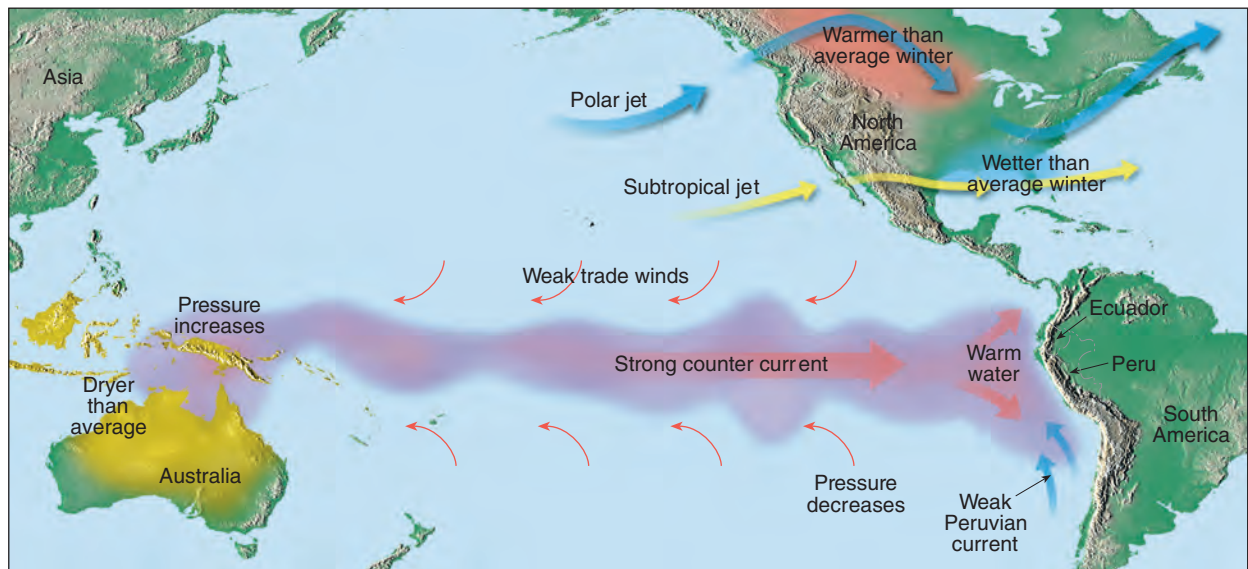 Asia
Warmer than
average winter
Polar jet
North
America
Wetter than
average winter
Subtropical jet
Weak trade winds
Pressure
increases
Ecuador
Strong counter current
Warm
water
Peru
Dryer
than
average
South
America
Australia
Pressure
decreases
Weak
Peruvian
current